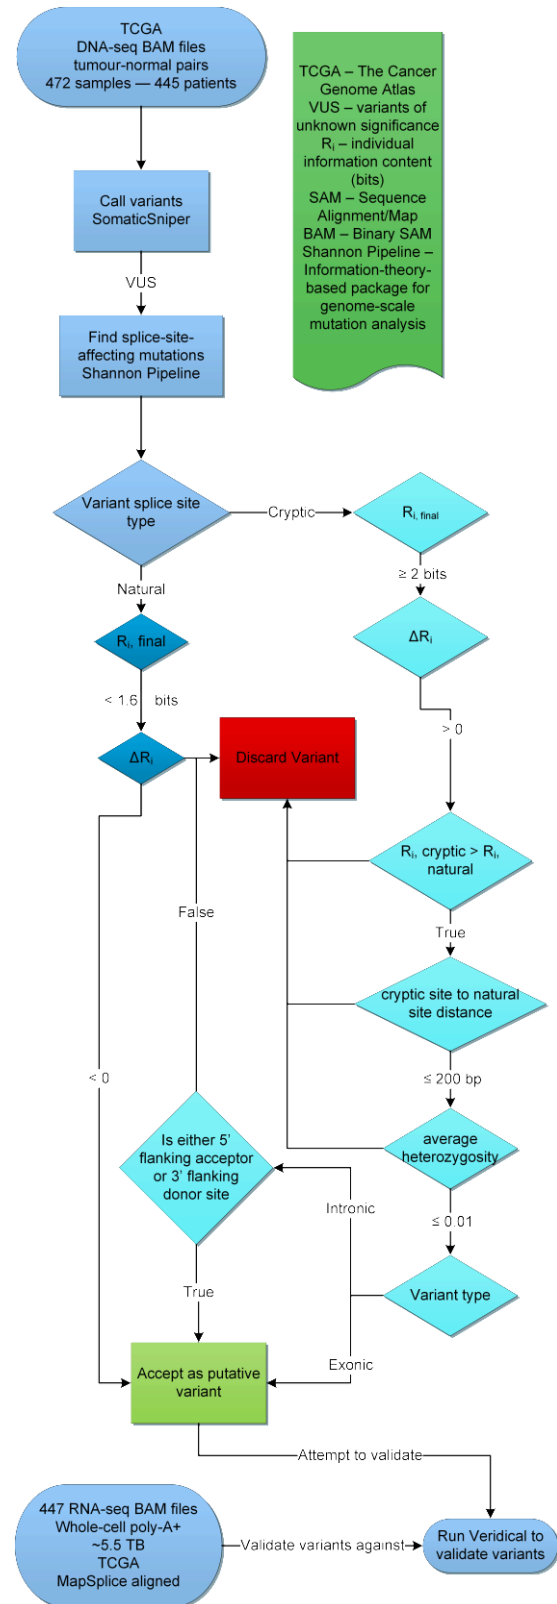 TCGA
DNA-seq BAM files
tumour-normal pairs
472 samples — 445 patients
TCGA – The Cancer
Genome Atlas
VUS – variants of
unknown significance
Ri – individual
information content
(bits)
SAM – Sequence
Alignment/Map
BAM – Binary SAM
Shannon Pipeline –
Information-theory-
based package for
genome-scale
mutation analysis
Call variants
SomaticSniper
VUS
Find splice-site-
affecting mutations
Shannon Pipeline
Variant splice site
type
Cryptic
Ri, final
≥ 2 bits
Natural
ΔRi
Ri, final
< 1.6 bits
> 0
ΔRi
Discard Variant
Ri, cryptic > Ri,
natural
False
True
cryptic site to natural
site distance
< 0
≤ 200 bp
Is either 5’
flanking acceptor
or 3’ flanking
donor site
average
heterozygosity
Intronic
≤ 0.01
Variant type
True
Exonic
Accept as putative
variant
Attempt to validate
447 RNA-seq BAM files
Whole-cell poly-A+
~5.5 TB
TCGA
MapSplice aligned
Validate variants against
Run Veridical to
validate variants